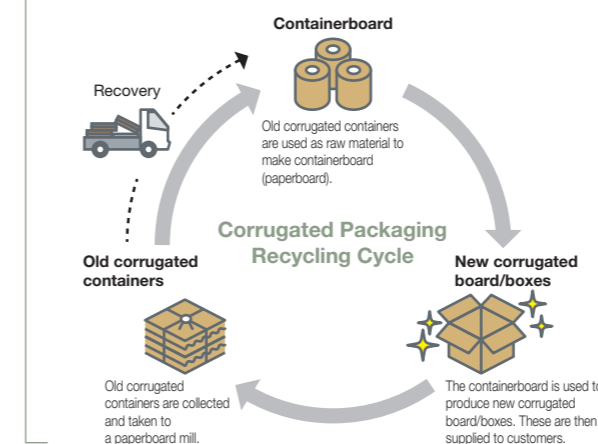 Containerboard
Recovery
Old corrugated containers
are used as raw material to
make containerboard
(paperboard).
Corrugated Packaging
Recycling Cycle
Old corrugated
containers
New corrugated
board/boxes
Old corrugated
containers are collected
and taken to
a paperboard mill.
The containerboard is used to
produce new corrugated
board/boxes. These are then
supplied to customers.